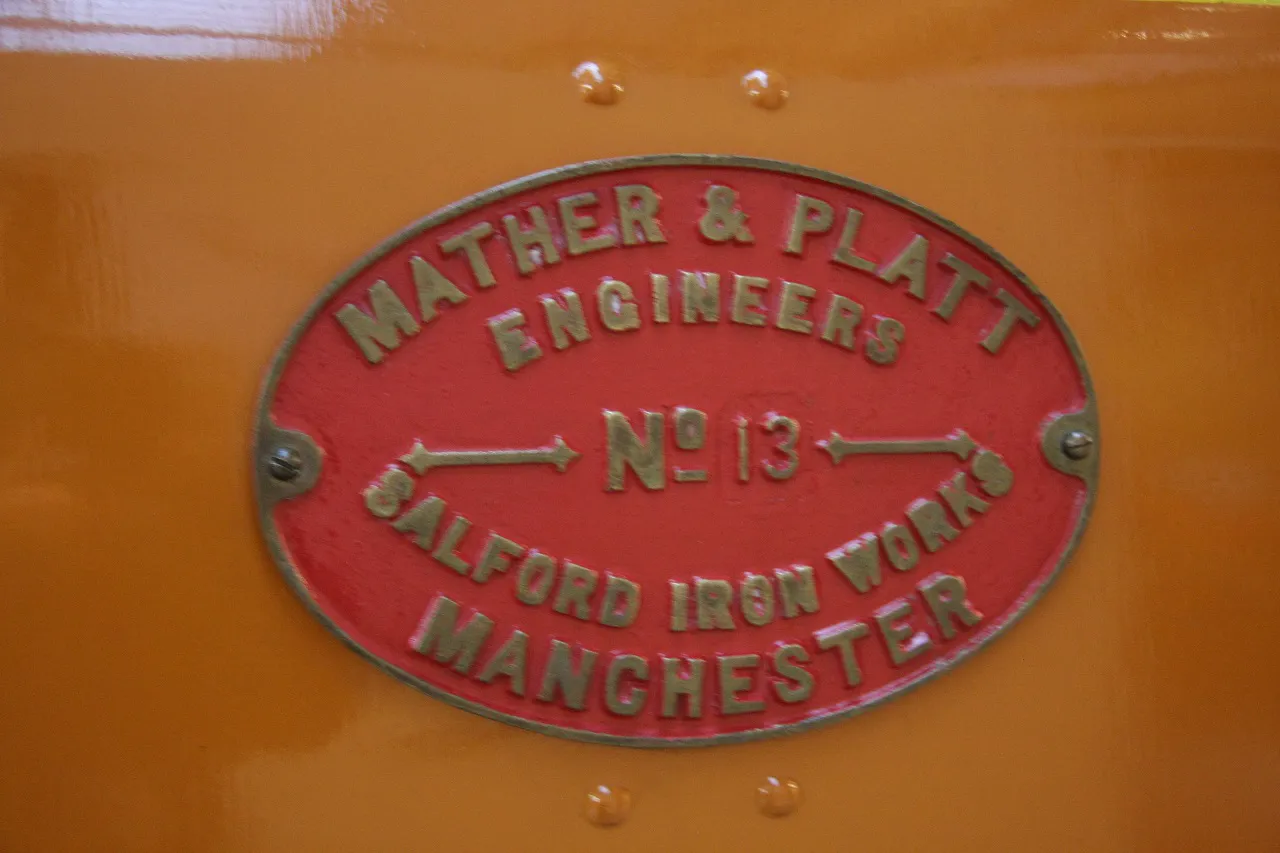 MATHER & PLATT
ENGINEERS
Nº 13
SALFORD IRON WORKS
MANCHESTER